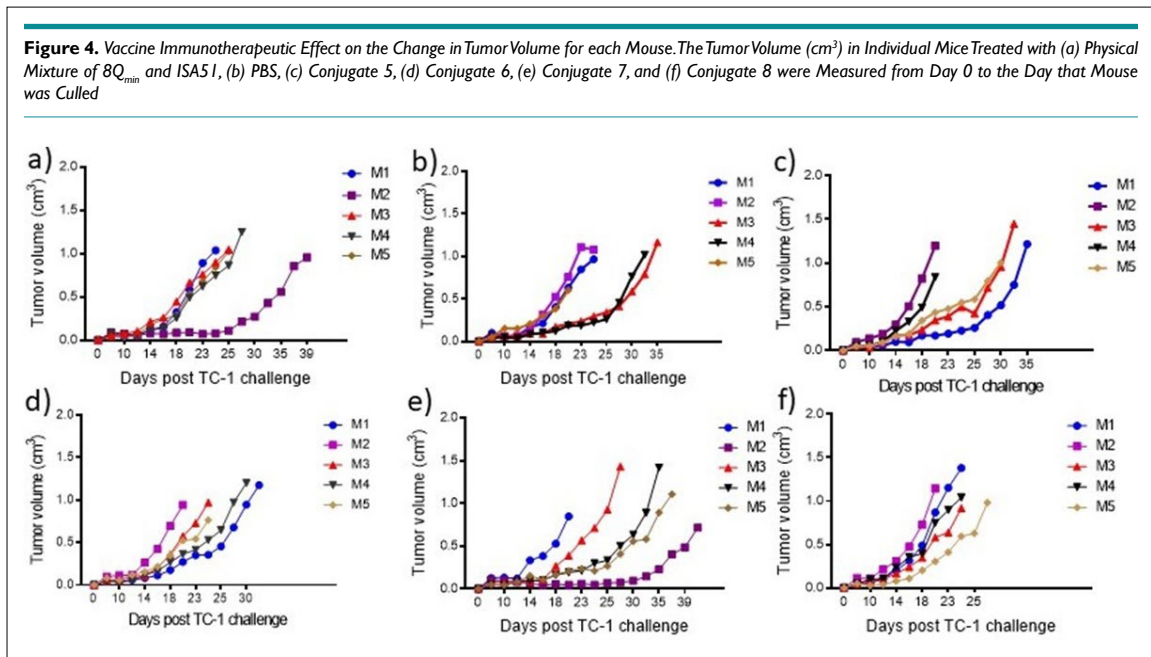 Figure 4. Vaccine Immunotherapeutic Effect on the Change in Tumor Volume for each Mouse. The Tumor Volume (cm³) in Individual Mice Treated with (a) Physical
Mixture of 8Qmin and ISA51, (b) PBS, (c) Conjugate 5, (d) Conjugate 6, (e) Conjugate 7, and (f) Conjugate 8 were Measured from Day 0 to the Day that Mouse
was Culled
a)
Tumor volume (cm³)
2.0
1.5
1.0
0.5
0.0
0 10 14 18 23 25 30 35 39
Days post TC-1 challenge
M1
M2
M3
M4
M5
b)
Tumor volume (cm³)
2.0
1.5
1.0
0.5
0.0
0 10 14 18 23 25 30 35
Days post TC-1 challenge
M1
M2
M3
M4
M5
c)
Tumor volume (cm³)
2.0
1.5
1.0
0.5
0.0
0 10 14 18 23 25 30 35
Days post TC-1 challenge
M1
M2
M3
M4
M5
d)
Tumor volume (cm³)
2.0
1.5
1.0
0.5
0.0
0 10 14 18 23 25 30
Days post TC-1 challenge
M1
M2
M3
M4
M5
e)
Tumor volume (cm³)
2.0
1.5
1.0
0.5
0.0
0 10 14 18 23 25 30 35 39
Days post TC-1 challenge
M1
M2
M3
M4
M5
f)
Tumor volume (cm³)
2.0
1.5
1.0
0.5
0.0
0 10 14 18 23 25
Days post TC-1 challenge
M1
M2
M3
M4
M5